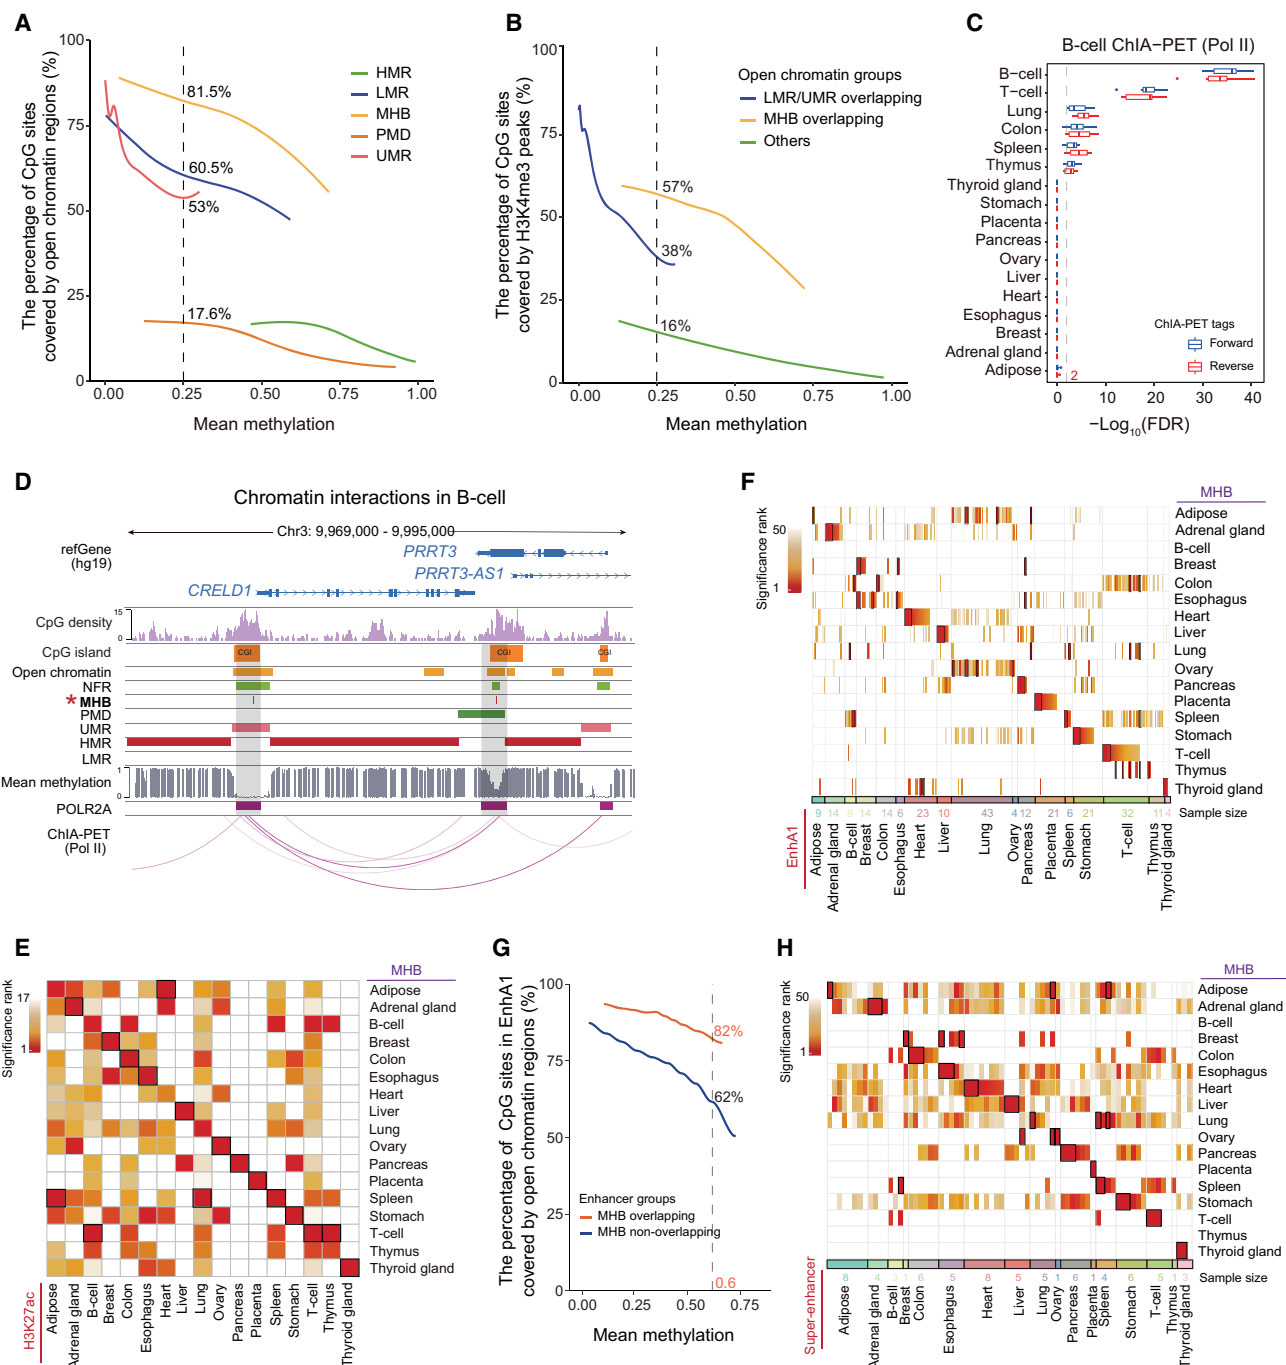 A
The percentage of CpG sites
covered by open chromatin regions (%)
100
75
50
25
0
0.00
0.25
0.50
0.75
1.00
Mean methylation
81.5%
60.5%
53%
17.6%
HMR
LMR
MHB
PMD
UMR
B
The percentage of CpG sites
covered by H3K4me3 peaks (%)
100
75
50
25
0
0.00
0.25
0.50
0.75
1.00
Mean methylation
57%
38%
16%
Open chromatin groups
LMR/UMR overlapping
MHB overlapping
Others
C
B-cell ChIA−PET (Pol II)
B−cell
T−cell
Lung
Colon
Spleen
Thymus
Thyroid gland
Stomach
Placenta
Pancreas
Ovary
Liver
Heart
Esophagus
Breast
Adrenal gland
Adipose
ChIA-PET tags
Forward
Reverse
2
0
10
20
30
40
−Log10(FDR)
D
Chromatin interactions in B-cell
Chr3: 9,969,000 - 9,995,000
refGene
(hg19)
PRRT3
PRRT3-AS1
CRELD1
CpG density
15
0
CpG island
CGI
CGI
CGI
Open chromatin
NFR
* MHB
PMD
UMR
HMR
LMR
Mean methylation
1
0
POLR2A
ChIA-PET
(Pol II)
F
MHB
Significance rank
50
1
Adipose
Adrenal gland
B-cell
Breast
Colon
Esophagus
Heart
Liver
Lung
Ovary
Pancreas
Placenta
Spleen
Stomach
T-cell
Thymus
Thyroid gland
Sample size
9
14
8
14
14
6
23
10
43
4
12
21
6
21
32
11
4
EnhA1
Adipose
Adrenal gland
B-cell
Breast
Colon
Esophagus
Heart
Liver
Lung
Ovary
Pancreas
Placenta
Spleen
Stomach
T-cell
Thymus
Thyroid gland
E
MHB
Significance rank
17
1
Adipose
Adrenal gland
B-cell
Breast
Colon
Esophagus
Heart
Liver
Lung
Ovary
Pancreas
Placenta
Spleen
Stomach
T-cell
Thymus
Thyroid gland
H3K27ac
Adipose
Adrenal gland
B-cell
Breast
Colon
Esophagus
Heart
Liver
Lung
Ovary
Pancreas
Placenta
Spleen
Stomach
T-cell
Thymus
Thyroid gland
G
The percentage of CpG sites in EnhA1
covered by open chromatin regions (%)
100
75
50
25
0
82%
62%
Enhancer groups
MHB overlapping
MHB non-overlapping
0.6
0.00
0.25
0.50
0.75
Mean methylation
H
MHB
Significance rank
50
1
Adipose
Adrenal gland
B-cell
Breast
Colon
Esophagus
Heart
Liver
Lung
Ovary
Pancreas
Placenta
Spleen
Stomach
T-cell
Thymus
Thyroid gland
Sample size
8
4
3
1
6
5
8
5
5
1
6
1
4
6
5
1
3
Super-enhancer
Adipose
Adrenal gland
B-cell
Breast
Colon
Esophagus
Heart
Liver
Lung
Ovary
Pancreas
Placenta
Spleen
Stomach
T-cell
Thymus
Thyroid gland